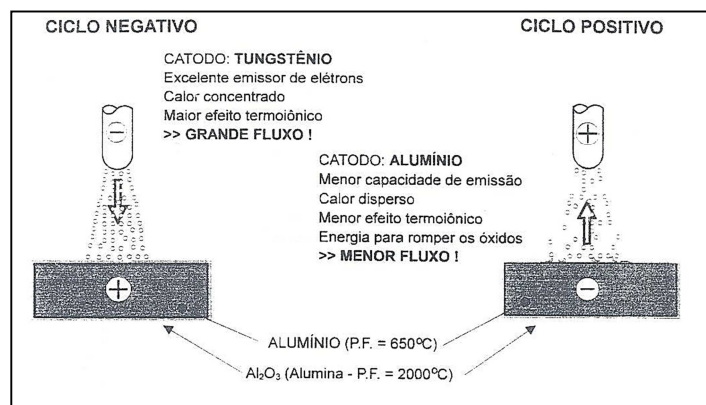 CICLO NEGATIVO
CICLO POSITIVO
CATODO: TUNGSTÊNIO
Excelente emissor de elétrons
Calor concentrado
Maior efeito termoiônico
>> GRANDE FLUXO !
CATODO: ALUMÍNIO
Menor capacidade de emissão
Calor disperso
Menor efeito termoiônico
Energia para romper os óxidos
>> MENOR FLUXO !
−
+
+
−
ALUMÍNIO (P.F. = 650ºC)
Al₂O₃ (Alumina - P.F. = 2000ºC)